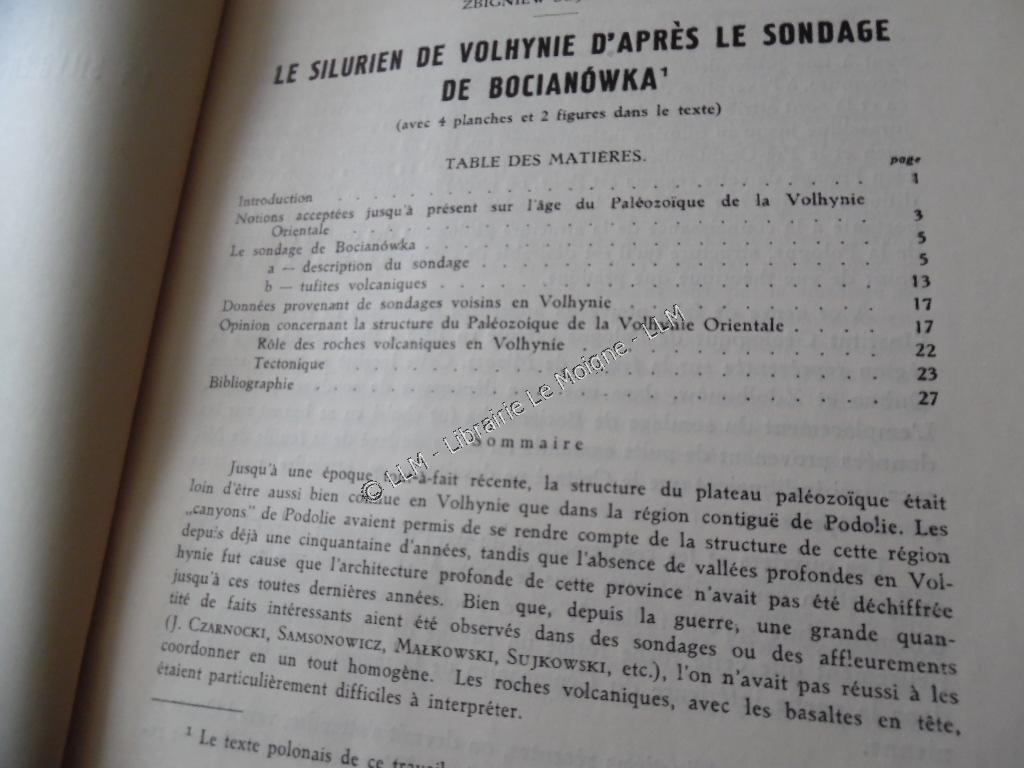 ZBIGNIEW
LE SILURIEN DE VOLHYNIE D'APRÈS LE SONDAGE
DE BOCIANÓWKA¹
(avec 4 planches et 2 figures dans le texte)
TABLE DES MATIÈRES.
page
Introduction . . . . . . . . . . . . . . . . . . 1
Notions acceptées jusqu'à présent sur l'âge du Paléozoïque de la Volhynie
Orientale . . . . . . . . . . . . . . . . . . 3
Le sondage de Bocianówka . . . . . . . . . . . . . . 5
a — description du sondage . . . . . . . . . . . . . 5
b — tufites volcaniques . . . . . . . . . . . . . . 13
Données provenant de sondages voisins en Volhynie . . . . . . . . 17
Opinion concernant la structure du Paléozoïque de la Volhynie Orientale . . . . 17
Rôle des roches volcaniques en Volhynie . . . . . . . . . . 22
Tectonique . . . . . . . . . . . . . . . . . . 23
Bibliographie . . . . . . . . . . . . . . . . . . 27
Sommaire
Jusqu'à une époque -à-fait récente, la structure du plateau paléozoïque était
loin d'être aussi bien connue en Volhynie que dans la région contiguë de Podolie. Les
„canyons" de Podolie avaient permis de se rendre compte de la structure de cette région
depuis déjà une cinquantaine d'années, tandis que l'absence de vallées profondes en Vol-
hynie fut cause que l'architecture profonde de cette province n'avait pas été déchiffrée
jusqu'à ces toutes dernières années. Bien que, depuis la guerre, une grande quan-
tité de faits intéressants aient été observés dans des sondages ou des affleurements
(J. CZARNOCKI, SAMSONOWICZ, MAŁKOWSKI, SUJKOWSKI, etc.), l'on n'avait pas réussi à les
coordonner en un tout homogène. Les roches volcaniques, avec les basaltes en tête,
étaient particulièrement difficiles à interpréter.
¹ Le texte polonais de ce travail
© LLM - Librairie Le Moigne - LLM